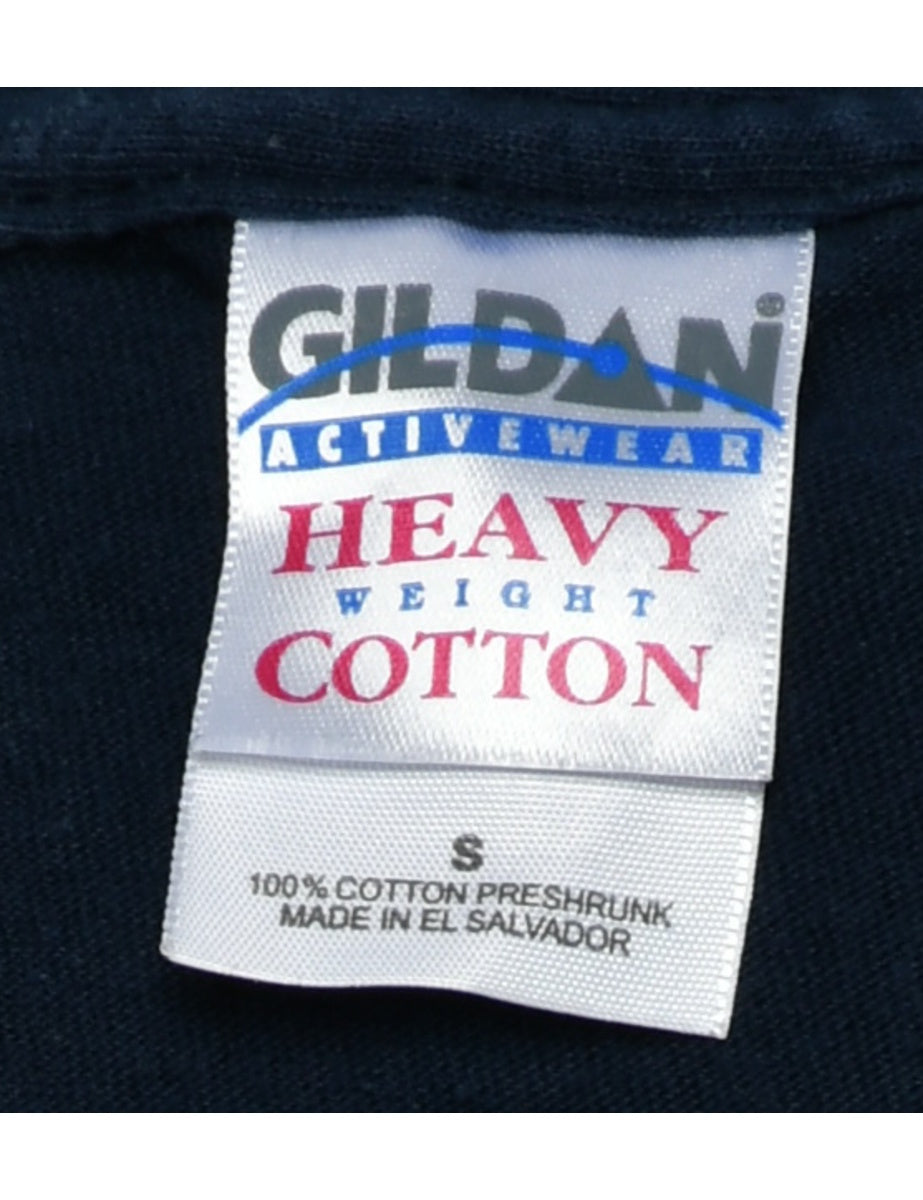 GILDAN®
ACTIVEWEAR
HEAVY
WEIGHT
COTTON
S
100% COTTON PRESHRUNK
MADE IN EL SALVADOR